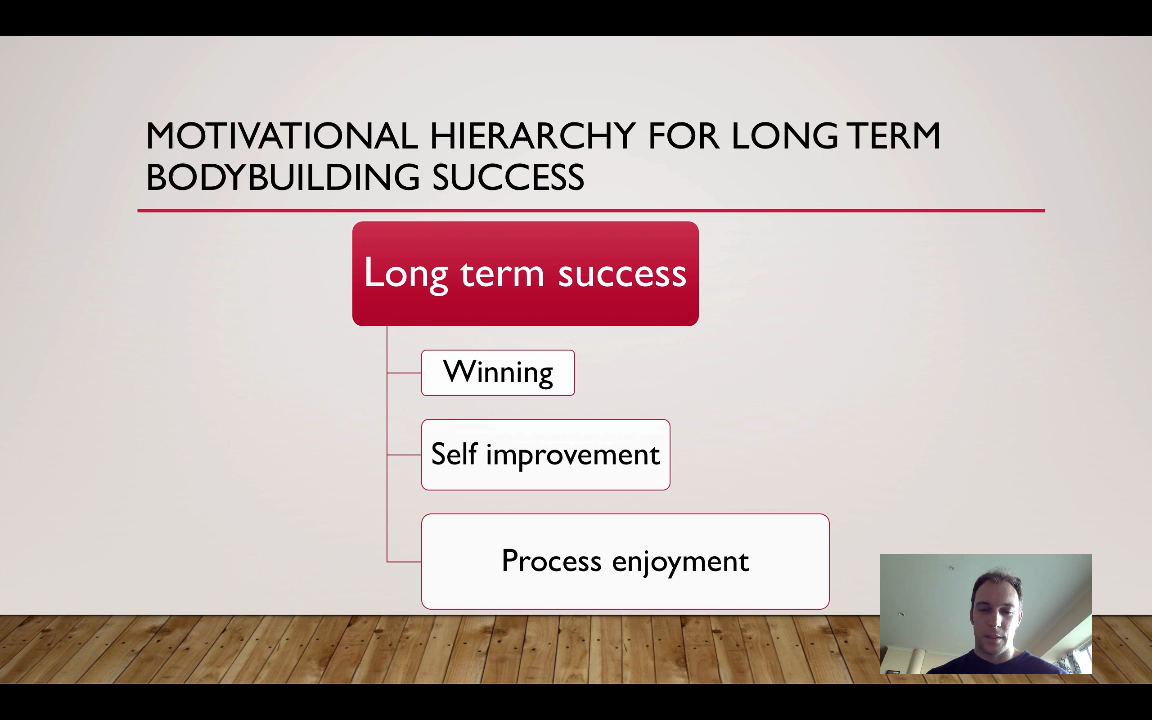 MOTIVATIONAL HIERARCHY FOR LONG TERM
BODYBUILDING SUCCESS
Long term success
Winning
Self improvement
Process enjoyment